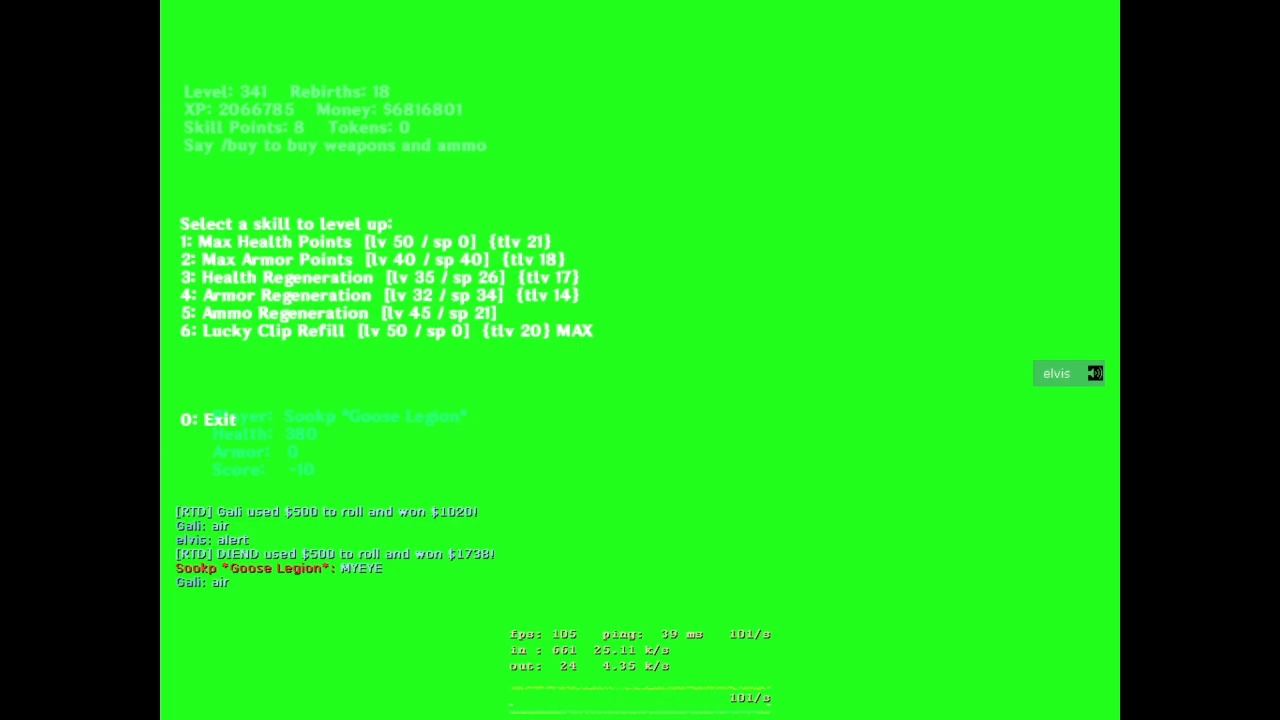 Level: 341 Rebirths: 18
XP: 2066785 Money: $6816801
Skill Points: 8 Tokens: 0
Say /buy to buy weapons and ammo
Select a skill to level up:
1: Max Health Points [lv 50 / sp 0] {tlv 21}
2: Max Armor Points [lv 40 / sp 40] {tlv 18}
3: Health Regeneration [lv 35 / sp 26] {tlv 17}
4: Armor Regeneration [lv 32 / sp 34] {tlv 14}
5: Ammo Regeneration [lv 45 / sp 21]
6: Lucky Clip Refill [lv 50 / sp 0] {tlv 20} MAX
elvis
0: Exit
Player: Sookp *Goose Legion*
Health: 380
Armor: 0
Score: -10
[RTD] Gali used $500 to roll and won $1020!
Gali: air
elvis: alert
[RTD] DIEND used $500 to roll and won $1738!
Sookp *Goose Legion*: MYEYE
Gali: air
fps: 105 ping: 39 ms 101/s
in : 661 25.11 k/s
out: 24 4.35 k/s
101/s